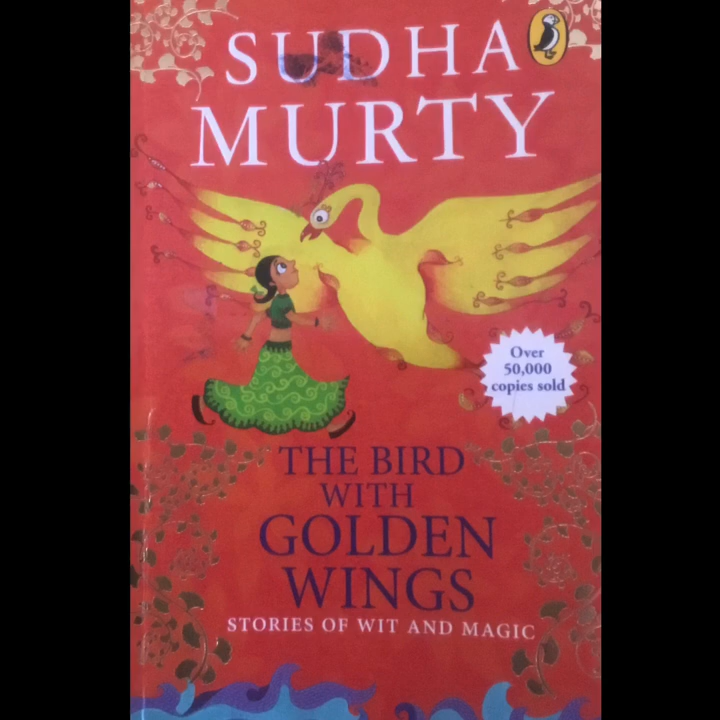 SUDHA
MURTY
Over
50,000
copies sold
THE BIRD
WITH
GOLDEN
WINGS
STORIES OF WIT AND MAGIC